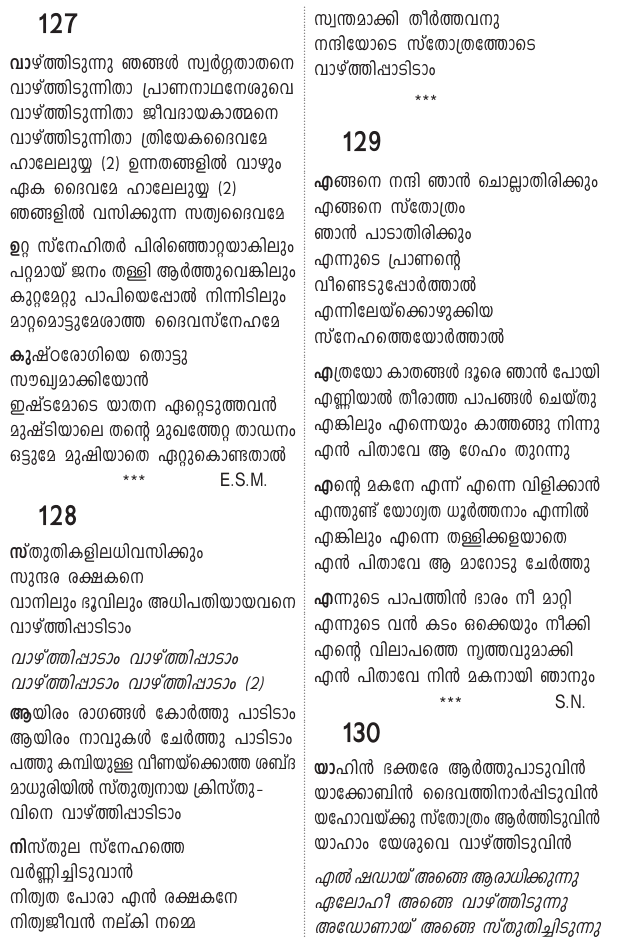 127
വാഴ്ത്തിടുന്നു ഞങ്ങൾ സ്വർഗ്ഗതാതനെ
വാഴ്ത്തിടുന്നിതാ പ്രാണനാഥനേശുവെ
വാഴ്ത്തിടുന്നിതാ ജീവദായകാത്മനെ
വാഴ്ത്തിടുന്നിതാ ത്രിയേകദൈവമേ
ഹാലേലുയ്യ (2) ഉന്നതങ്ങളിൽ വാഴും
ഏക ദൈവമേ ഹാലേലുയ്യ (2)
ഞങ്ങളിൽ വസിക്കുന്ന സത്യദൈവമേ
ഉറ്റ സ്നേഹിതർ പിരിഞ്ഞൊറ്റയാകിലും
പറ്റമായ് ജനം തള്ളി ആർത്തുവെങ്കിലും
കുറ്റമേറ്റു പാപിയെപ്പോൽ നിന്നിടിലും
മാറ്റമൊട്ടുമേശാത്ത ദൈവസ്നേഹമേ
കുഷ്ഠരോഗിയെ തൊട്ടു
സൗഖ്യമാക്കിയോൻ
ഇഷ്ടമോടെ യാതന ഏറ്റെടുത്തവൻ
മുഷ്ടിയാലെ തന്റെ മുഖത്തേറ്റ താഡനം
ഒട്ടുമേ മുഷിയാതെ ഏറ്റുകൊണ്ടതാൽ
*** E.S.M.
128
സ്തുതികളിലധിവസിക്കും
സുന്ദര രക്ഷകനെ
വാനിലും ഭൂവിലും അധിപതിയായവനെ
വാഴ്ത്തിപ്പാടിടാം
വാഴ്ത്തിപ്പാടാം വാഴ്ത്തിപ്പാടാം
വാഴ്ത്തിപ്പാടാം വാഴ്ത്തിപ്പാടാം (2)
ആയിരം രാഗങ്ങൾ കോർത്തു പാടിടാം
ആയിരം നാവുകൾ ചേർത്തു പാടിടാം
പത്തു കമ്പിയുള്ള വീണയ്ക്കൊത്ത ശബ്ദ
മാധുരിയിൽ സ്തുത്യനായ ക്രിസ്തു-
വിനെ വാഴ്ത്തിപ്പാടിടാം
നിസ്തുല സ്നേഹത്തെ
വർണ്ണിച്ചിടുവാൻ
നിത്യത പോരാ എൻ രക്ഷകനേ
നിത്യജീവൻ നല്കി നമ്മെ
സ്വന്തമാക്കി തീർത്തവനു
നന്ദിയോടെ സ്തോത്രത്തോടെ
വാഴ്ത്തിപ്പാടിടാം
***
129
എങ്ങനെ നന്ദി ഞാൻ ചൊല്ലാതിരിക്കും
എങ്ങനെ സ്തോത്രം
ഞാൻ പാടാതിരിക്കും
എന്നുടെ പ്രാണന്റെ
വീണ്ടെടുപ്പോർത്താൽ
എന്നിലേയ്ക്കൊഴുക്കിയ
സ്നേഹത്തെയോർത്താൽ
എത്രയോ കാതങ്ങൾ ദൂരെ ഞാൻ പോയി
എണ്ണിയാൽ തീരാത്ത പാപങ്ങൾ ചെയ്തു
എങ്കിലും എന്നെയും കാത്തങ്ങു നിന്നു
എൻ പിതാവേ ആ ഗേഹം തുറന്നു
എന്റെ മകനേ എന്ന് എന്നെ വിളിക്കാൻ
എന്തുണ്ട് യോഗ്യത ധൂർത്തനാം എന്നിൽ
എങ്കിലും എന്നെ തള്ളിക്കളയാതെ
എൻ പിതാവേ ആ മാറോടു ചേർത്തു
എന്നുടെ പാപത്തിൻ ഭാരം നീ മാറ്റി
എന്നുടെ വൻ കടം ഒക്കെയും നീക്കി
എന്റെ വിലാപത്തെ നൃത്തവുമാക്കി
എൻ പിതാവേ നിൻ മകനായി ഞാനും
*** S.N.
130
യാഹിൻ ഭക്തരേ ആർത്തുപാടുവിൻ
യാക്കോബിൻ ദൈവത്തിനാർപ്പിടുവിൻ
യഹോവയ്ക്കു സ്തോത്രം ആർത്തിടുവിൻ
യാഹാം യേശുവെ വാഴ്ത്തിടുവിൻ
എൽ ഷഡായ് അങ്ങെ ആരാധിക്കുന്നു
ഏലോഹീ അങ്ങെ വാഴ്ത്തിടുന്നു
അഡോണായ് അങ്ങെ സ്തുതിച്ചിടുന്നു